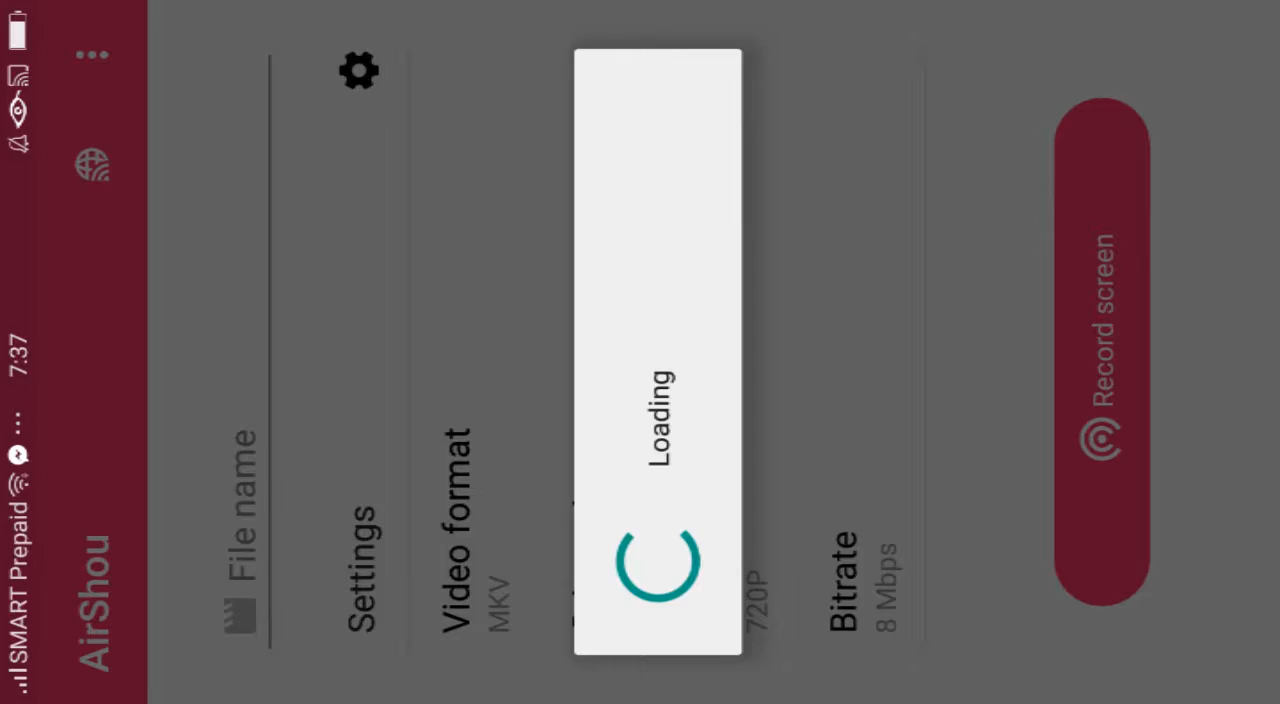 SMART Prepaid ... 7:37
AirShou
File name
Settings
Video format
MKV
Loading
720P
Bitrate
8 Mbps
Record screen